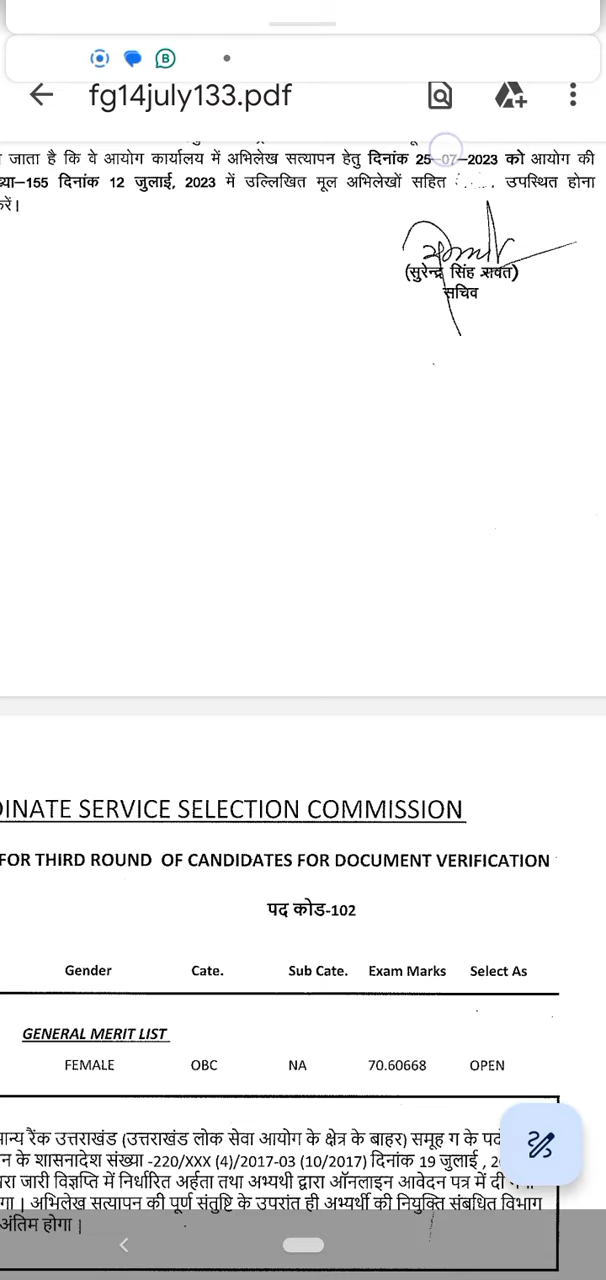 fg14july133.pdf
जाता है कि वे आयोग कार्यालय में अभिलेख सत्यापन हेतु दिनांक 25-07-2023 को आयोग की
ख्या-155 दिनांक 12 जुलाई, 2023 में उल्लिखित मूल अभिलेखों सहित उपस्थित होना
करें।
(सुरेन्द्र सिंह रावत)
सचिव
DINATE SERVICE SELECTION COMMISSION
FOR THIRD ROUND OF CANDIDATES FOR DOCUMENT VERIFICATION
पद कोड-102
Gender Cate. Sub Cate. Exam Marks Select As
GENERAL MERIT LIST
FEMALE OBC NA 70.60668 OPEN
मान्य रैंक उत्तराखंड (उत्तराखंड लोक सेवा आयोग के क्षेत्र के बाहर) समूह ग के
न के शासनादेश संख्या -220/XXX (4)/2017-03 (10/2017) दिनांक 19 जुलाई ,
रा जारी विज्ञप्ति में निर्धारित अर्हता तथा अभ्यथी द्वारा ऑनलाइन आवेदन पत्र में दी
गा | अभिलेख सत्यापन की पूर्ण संतुष्टि के उपरांत ही अभ्यर्थी की नियुक्ति संबधित विभाग
अंतिम होगा |